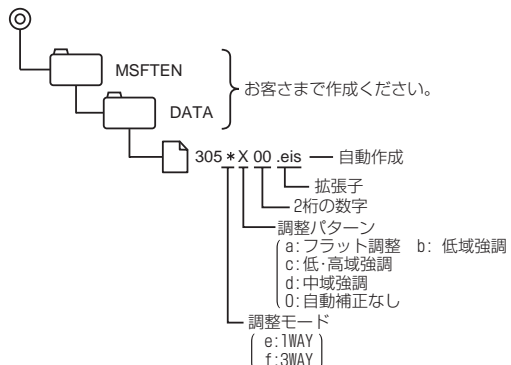 MSFTEN
お客さまで作成ください。
DATA
305*X 00 .eis 自動作成
拡張子
2桁の数字
調整パターン
a:フラット調整 b: 低域強調
c:低・高域強調
d:中域強調
0:自動補正なし
調整モード
e:1WAY
f:3WAY